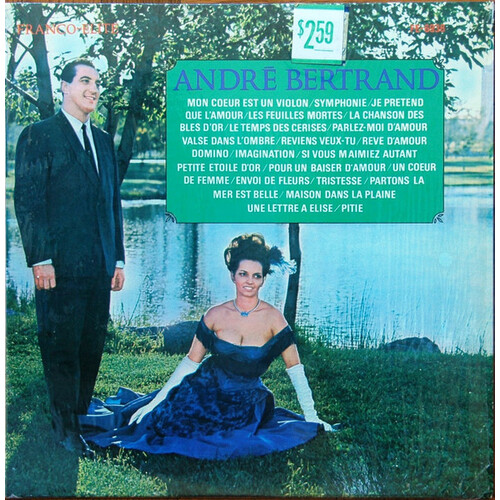 FRANCO-ELITE
$2.59
ANDRÉ BERTRAND
MON COEUR EST UN VIOLON/SYMPHONIE/JE PRETEND
QUE L'AMOUR/LES FEUILLES MORTES/LA CHANSON DES
BLES D'OR/LE TEMPS DES CERISES/PARLEZ-MOI D'AMOUR
VALSE DANS L'OMBRE/REVIENS VEUX-TU/REVE D'AMOUR
DOMINO/IMAGINATION/SI VOUS M'AIMIEZ AUTANT
PETITE ETOILE D'OR/POUR UN BAISER D'AMOUR/UN COEUR
DE FEMME/ENVOI DE FLEURS/TRISTESSE/PARTONS LA
MER EST BELLE/MAISON DANS LA PLAINE
UNE LETTRE A ELISE/PITIE